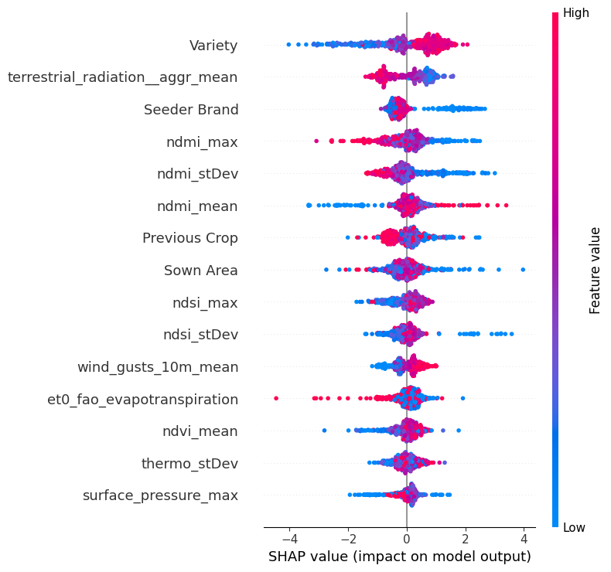 High
Variety
terrestrial_radiation__aggr_mean
Seeder Brand
ndmi_max
ndmi_stDev
ndmi_mean
Previous Crop
Sown Area
ndsi_max
ndsi_stDev
wind_gusts_10m_mean
et0_fao_evapotranspiration
ndvi_mean
thermo_stDev
surface_pressure_max
Feature value
Low
−4 −2 0 2 4
SHAP value (impact on model output)